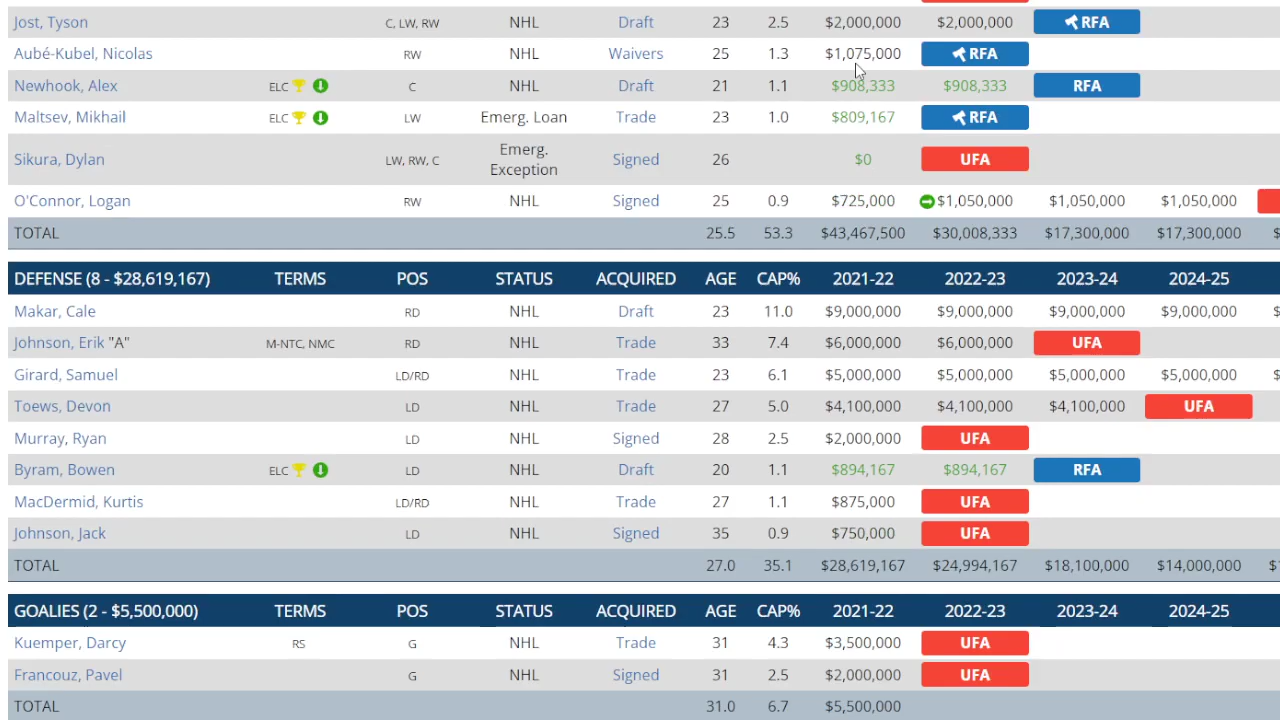 Jost, Tyson C, LW, RW NHL Draft 23 2.5 $2,000,000 $2,000,000 RFA
Aubé-Kubel, Nicolas RW NHL Waivers 25 1.3 $1,075,000 RFA
Newhook, Alex ELC C NHL Draft 21 1.1 $908,333 $908,333 RFA
Maltsev, Mikhail ELC LW Emerg. Loan Trade 23 1.0 $809,167 RFA
Sikura, Dylan LW, RW, C Emerg. Exception Signed 26 $0 UFA
O'Connor, Logan RW NHL Signed 25 0.9 $725,000 $1,050,000 $1,050,000 $1,050,000
TOTAL 25.5 53.3 $43,467,500 $30,008,333 $17,300,000 $17,300,000 $
DEFENSE (8 - $28,619,167) TERMS POS STATUS ACQUIRED AGE CAP% 2021-22 2022-23 2023-24 2024-25
Makar, Cale RD NHL Draft 23 11.0 $9,000,000 $9,000,000 $9,000,000 $9,000,000 $
Johnson, Erik "A" M-NTC, NMC RD NHL Trade 33 7.4 $6,000,000 $6,000,000 UFA
Girard, Samuel LD/RD NHL Trade 23 6.1 $5,000,000 $5,000,000 $5,000,000 $5,000,000 $
Toews, Devon LD NHL Trade 27 5.0 $4,100,000 $4,100,000 $4,100,000 UFA
Murray, Ryan LD NHL Signed 28 2.5 $2,000,000 UFA
Byram, Bowen ELC LD NHL Draft 20 1.1 $894,167 $894,167 RFA
MacDermid, Kurtis LD/RD NHL Trade 27 1.1 $875,000 UFA
Johnson, Jack LD NHL Signed 35 0.9 $750,000 UFA
TOTAL 27.0 35.1 $28,619,167 $24,994,167 $18,100,000 $14,000,000 $
GOALIES (2 - $5,500,000) TERMS POS STATUS ACQUIRED AGE CAP% 2021-22 2022-23 2023-24 2024-25
Kuemper, Darcy RS G NHL Trade 31 4.3 $3,500,000 UFA
Francouz, Pavel G NHL Signed 31 2.5 $2,000,000 UFA
TOTAL 31.0 6.7 $5,500,000